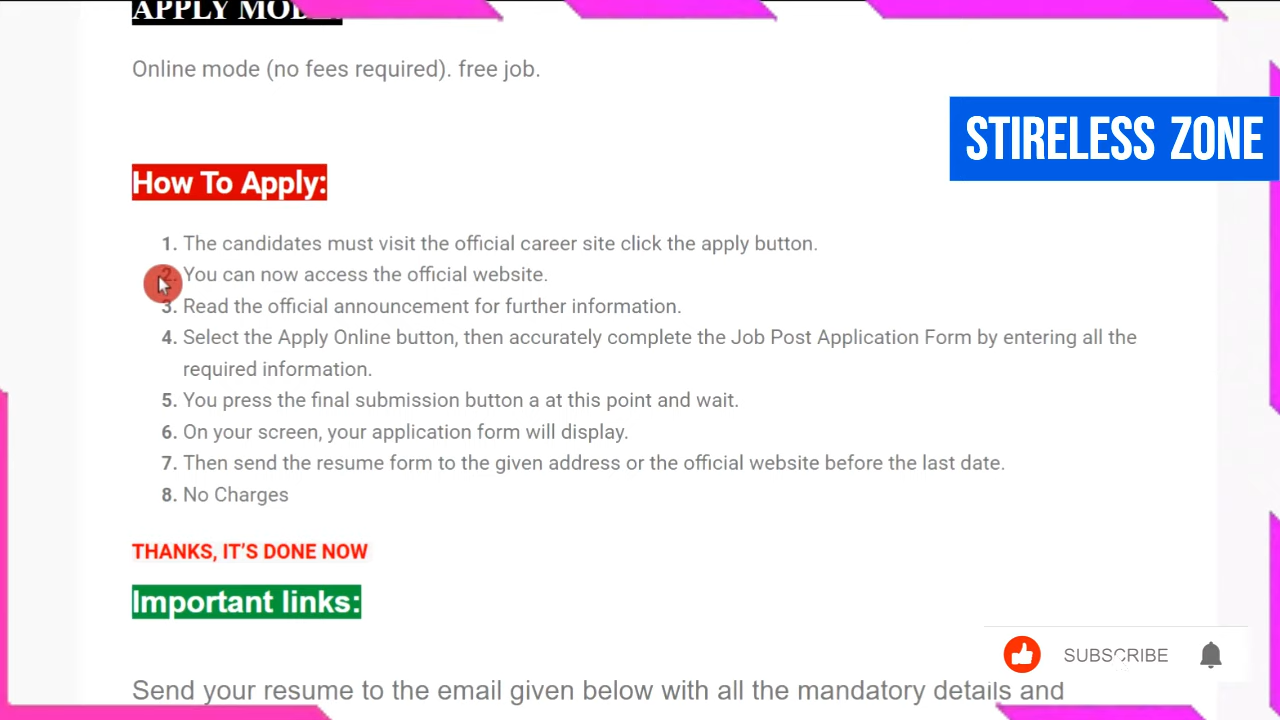 APPLY MODE:
Online mode (no fees required). free job.
STIRELESS ZONE
How To Apply:
1. The candidates must visit the official career site click the apply button.
2. You can now access the official website.
3. Read the official announcement for further information.
4. Select the Apply Online button, then accurately complete the Job Post Application Form by entering all the
required information.
5. You press the final submission button a at this point and wait.
6. On your screen, your application form will display.
7. Then send the resume form to the given address or the official website before the last date.
8. No Charges
THANKS, IT’S DONE NOW
Important links:
SUBSCRIBE
Send your resume to the email given below with all the mandatory details and